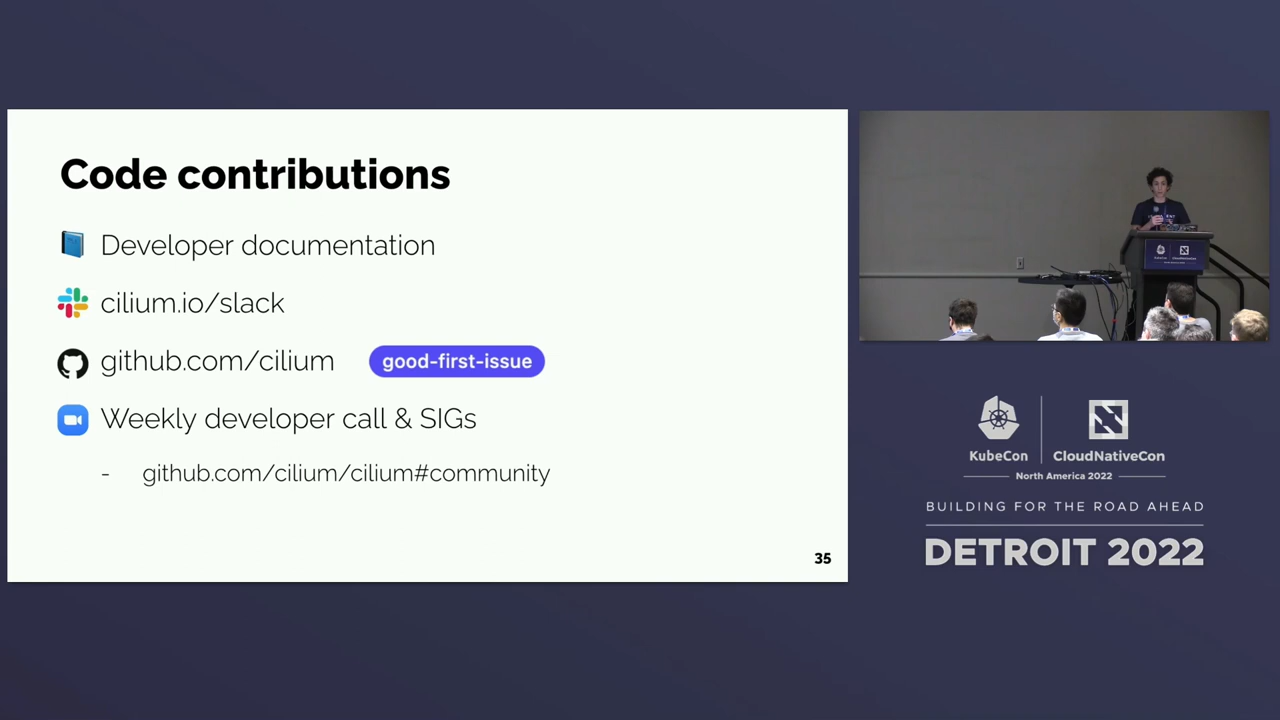 Code contributions
Developer documentation
cilium.io/slack
github.com/cilium good-first-issue
Weekly developer call & SIGs
- github.com/cilium/cilium#community
35
KubeCon CloudNativeCon
North America 2022
BUILDING FOR THE ROAD AHEAD
DETROIT 2022